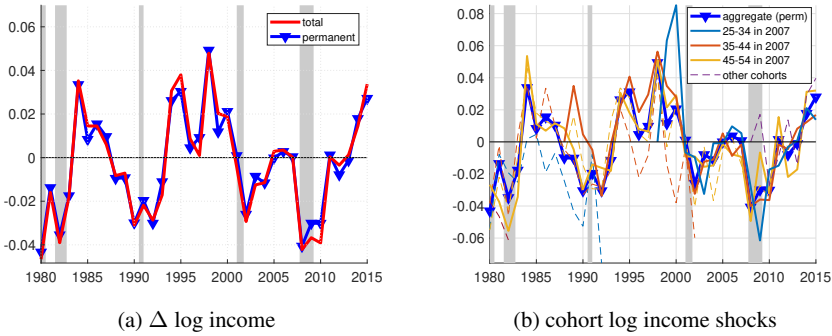 total
permanent
0.06
0.04
0.02
0
-0.02
-0.04
1980 1985 1990 1995 2000 2005 2010 2015
(a) Δ log income
aggregate (perm)
25-34 in 2007
35-44 in 2007
45-54 in 2007
other cohorts
0.08
0.06
0.04
0.02
0
-0.02
-0.04
-0.06
1980 1985 1990 1995 2000 2005 2010 2015
(b) cohort log income shocks